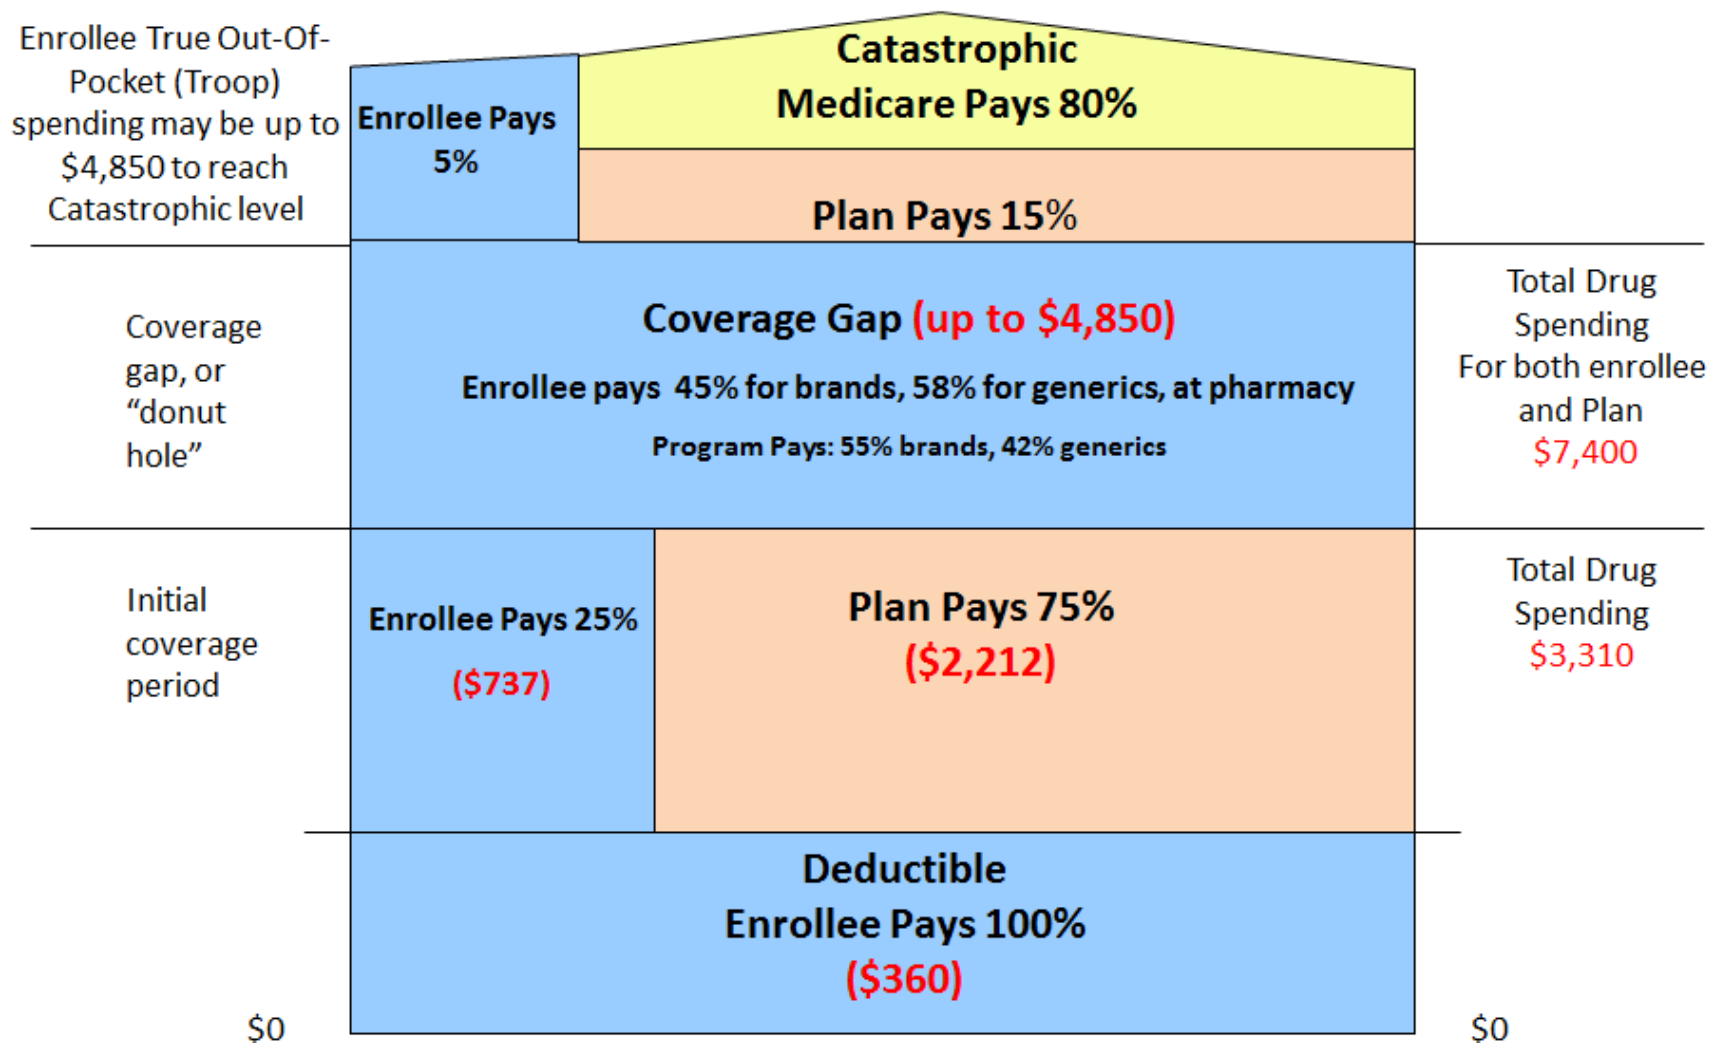 Enrollee True Out-Of-
Pocket (Troop)
spending may be up to
$4,850 to reach
Catastrophic level
Enrollee Pays
5%
Catastrophic
Medicare Pays 80%
Plan Pays 15%
Coverage
gap, or
“donut
hole”
Coverage Gap (up to $4,850)
Enrollee pays 45% for brands, 58% for generics, at pharmacy
Program Pays: 55% brands, 42% generics
Total Drug
Spending
For both enrollee
and Plan
$7,400
Initial
coverage
period
Enrollee Pays 25%
($737)
Plan Pays 75%
($2,212)
Total Drug
Spending
$3,310
Deductible
Enrollee Pays 100%
($360)
$0
$0